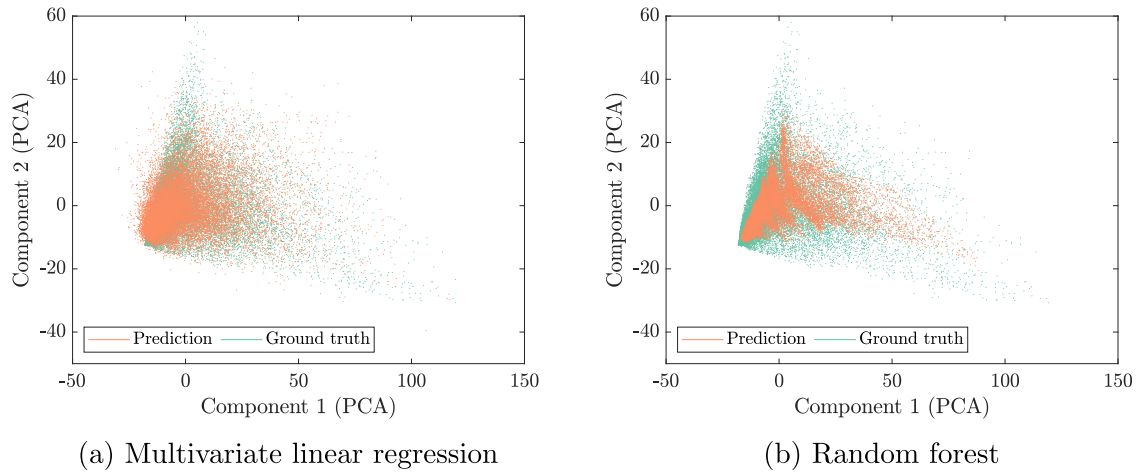 60
40
20
0
-20
-40
-50
0
50
100
150
Component 2 (PCA)
Component 1 (PCA)
Prediction
Ground truth
(a) Multivariate linear regression
60
40
20
0
-20
-40
-50
0
50
100
150
Component 2 (PCA)
Component 1 (PCA)
Prediction
Ground truth
(b) Random forest